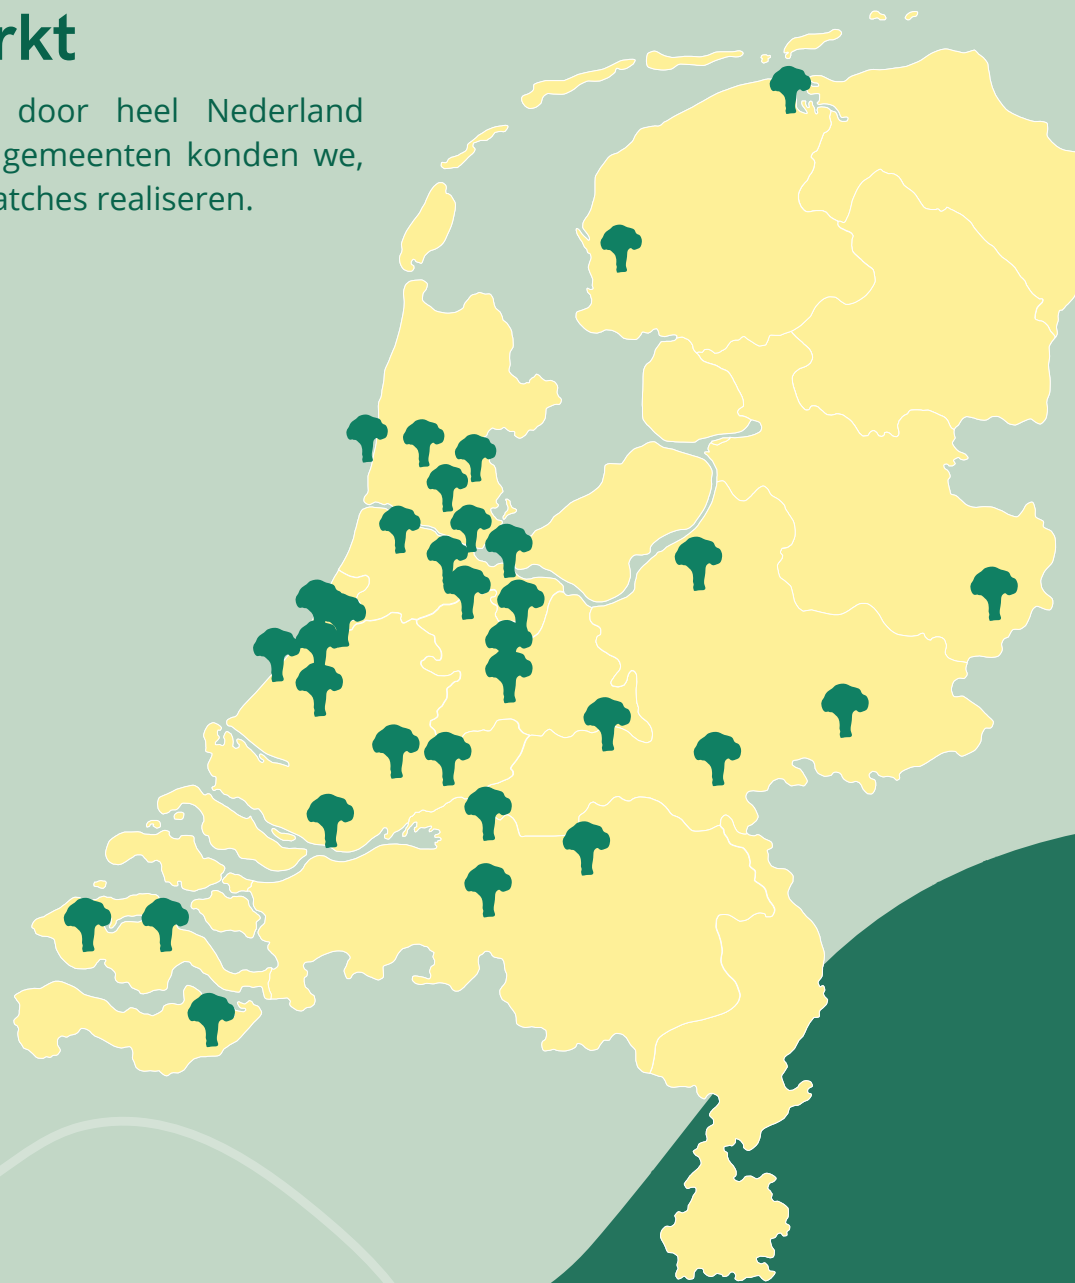 rkt
door heel Nederland
gemeenten konden we,
atches realiseren.